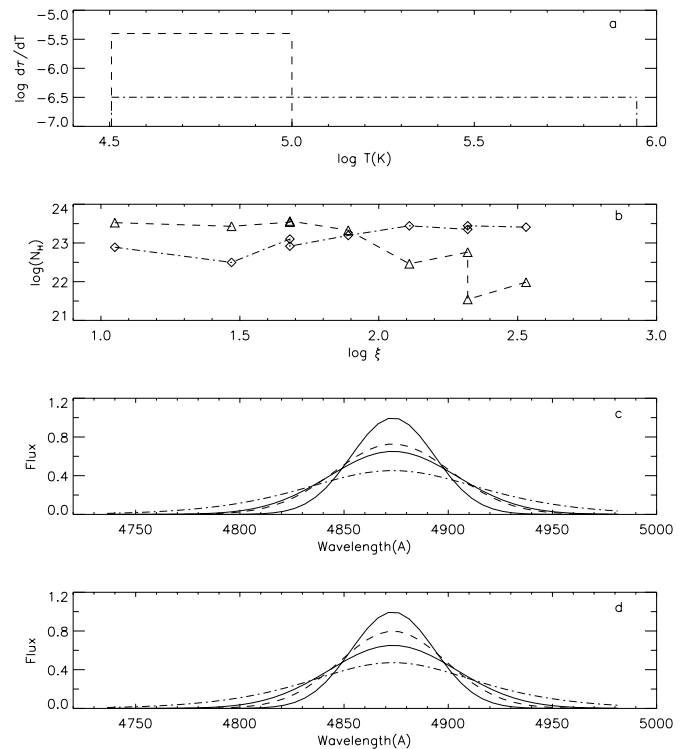 a
log dτ/dT
-5.0
-5.5
-6.0
-6.5
-7.0
4.5 5.0 5.5 6.0
log T(K)
b
log(N_H)
24
23
22
21
1.0 1.5 2.0 2.5 3.0
log ξ
c
Flux
1.2
0.8
0.4
0.0
4750 4800 4850 4900 4950 5000
Wavelength(A)
d
Flux
1.2
0.8
0.4
0.0
4750 4800 4850 4900 4950 5000
Wavelength(A)